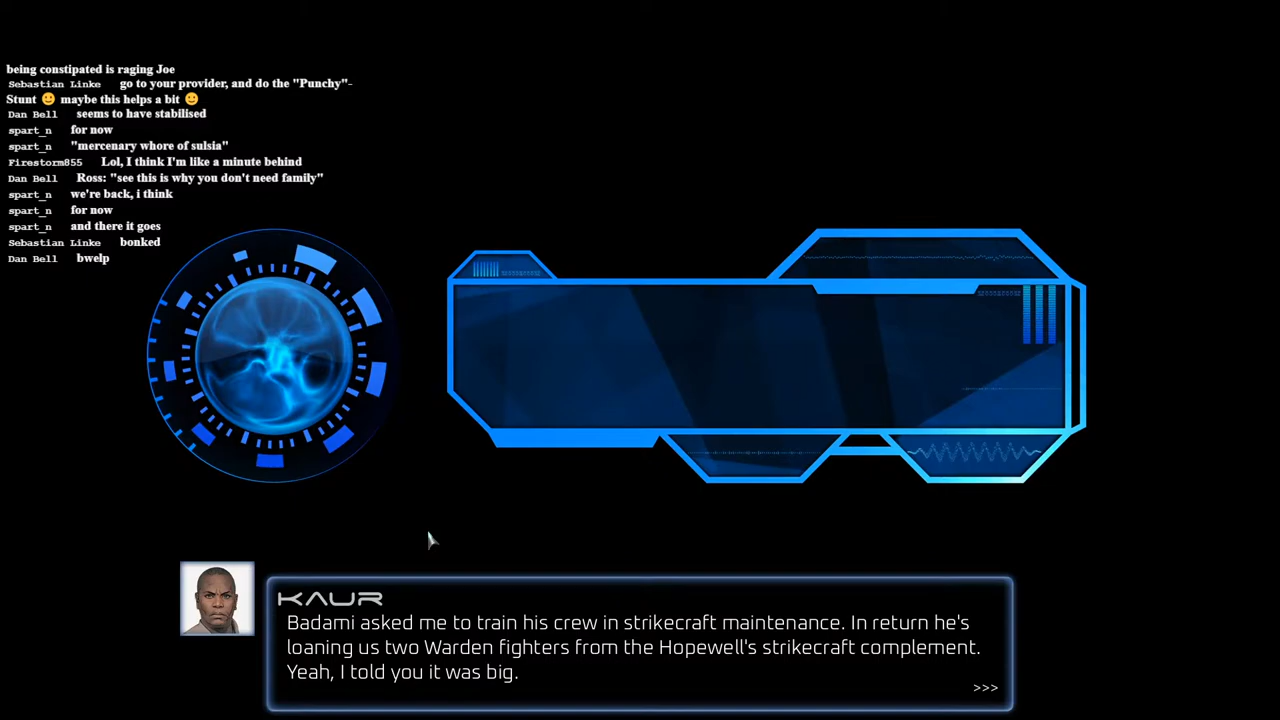 being constipated is raging Joe
Sebastian Linke go to your provider, and do the "Punchy"-
Stunt 🙂 maybe this helps a bit 🙂
Dan Bell seems to have stabilised
spart_n for now
spart_n "mercenary whore of sulsia"
Firestorm855 Lol, I think I'm like a minute behind
Dan Bell Ross: "see this is why you don't need family"
spart_n we're back, i think
spart_n for now
spart_n and there it goes
Sebastian Linke bonked
Dan Bell bwelp
KAUR
Badami asked me to train his crew in strikecraft maintenance. In return he's
loaning us two Warden fighters from the Hopewell's strikecraft complement.
Yeah, I told you it was big.
>>>